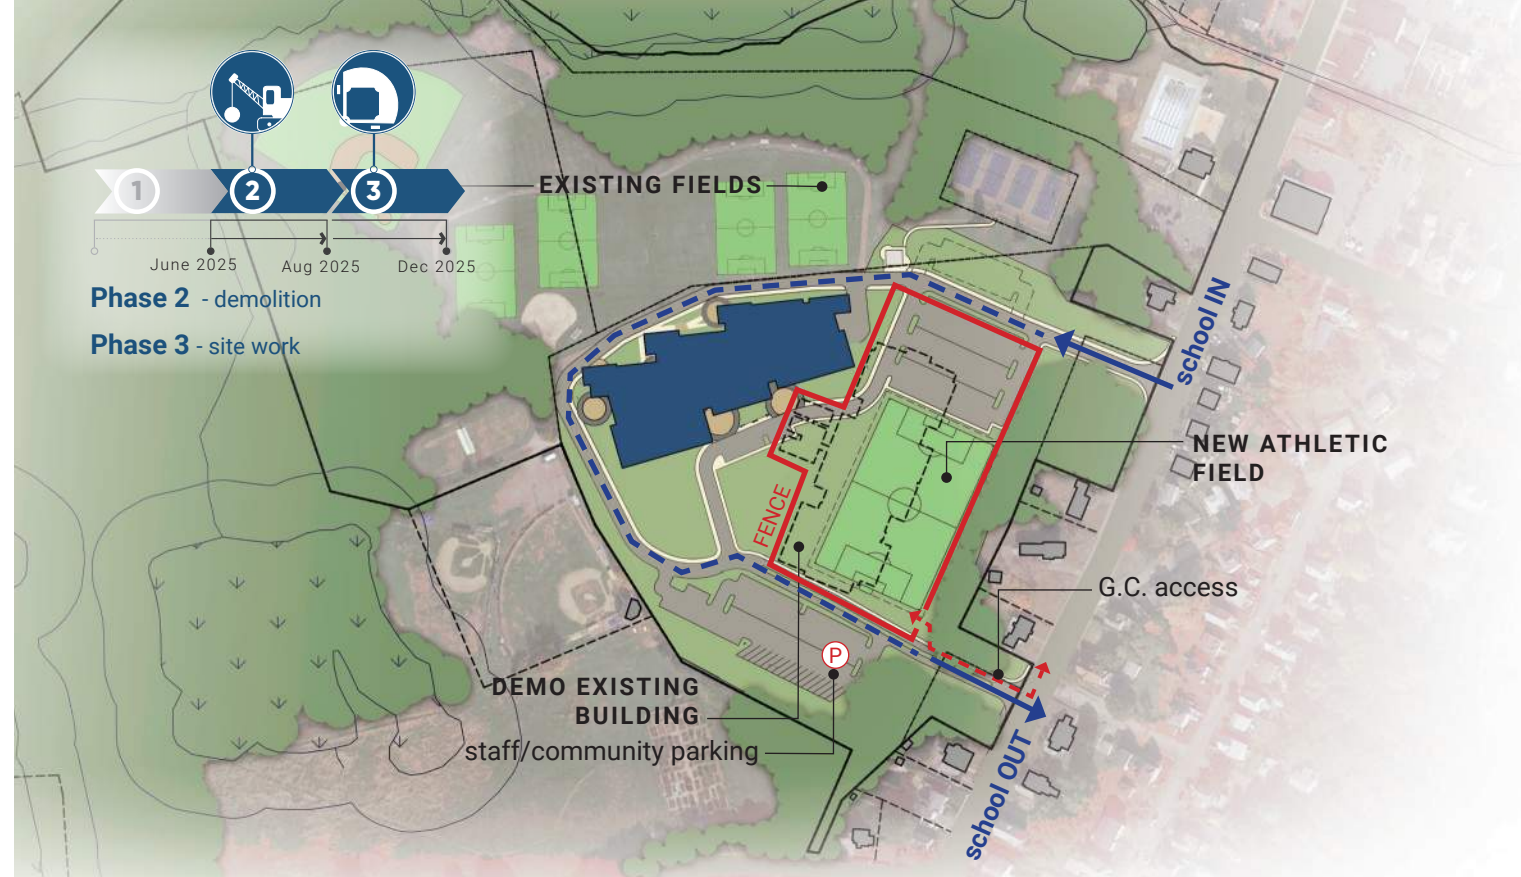 1
2
3
June 2025
Aug 2025
Dec 2025
Phase 2 - demolition
Phase 3 - site work
EXISTING FIELDS
school IN
NEW ATHLETIC
FIELD
FENCE
G.C. access
P
DEMO EXISTING
BUILDING
staff/community parking
school OUT